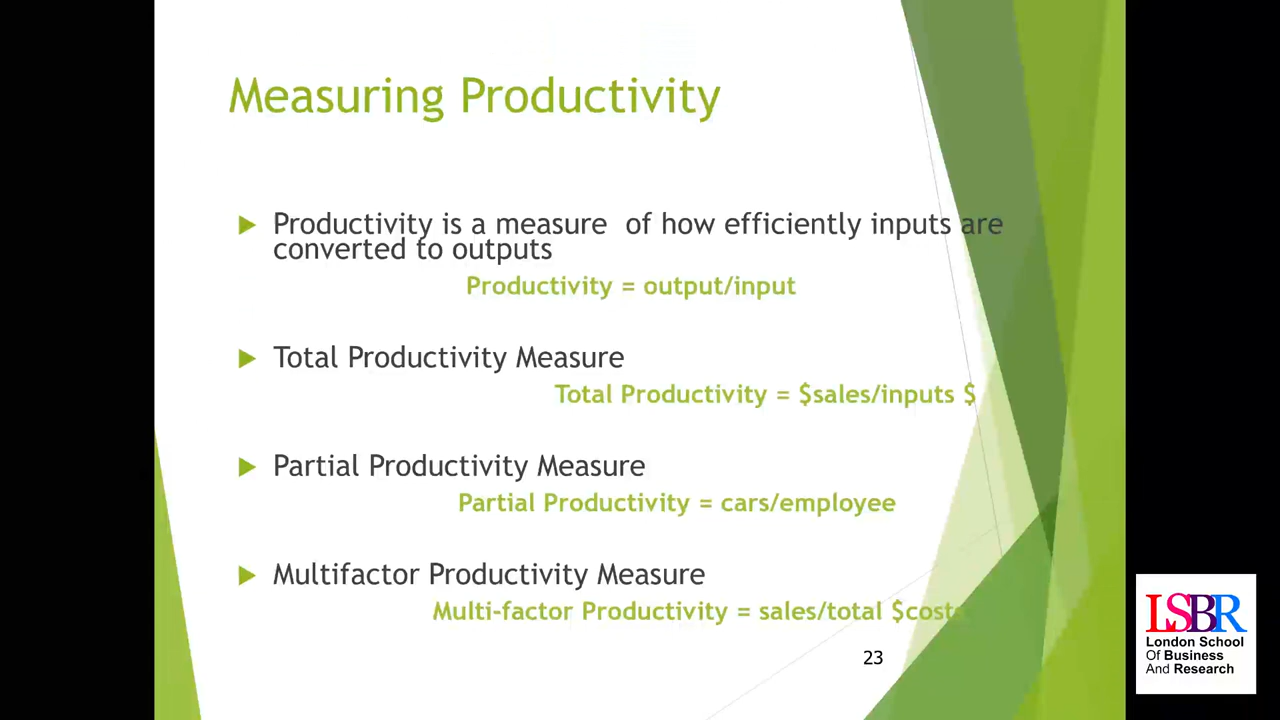 Measuring Productivity
Productivity is a measure of how efficiently inputs are
converted to outputs
Productivity = output/input
Total Productivity Measure
Total Productivity = $sales/inputs $
Partial Productivity Measure
Partial Productivity = cars/employee
Multifactor Productivity Measure
Multi-factor Productivity = sales/total $costs
23
LSBR
London School
Of Business
And Research